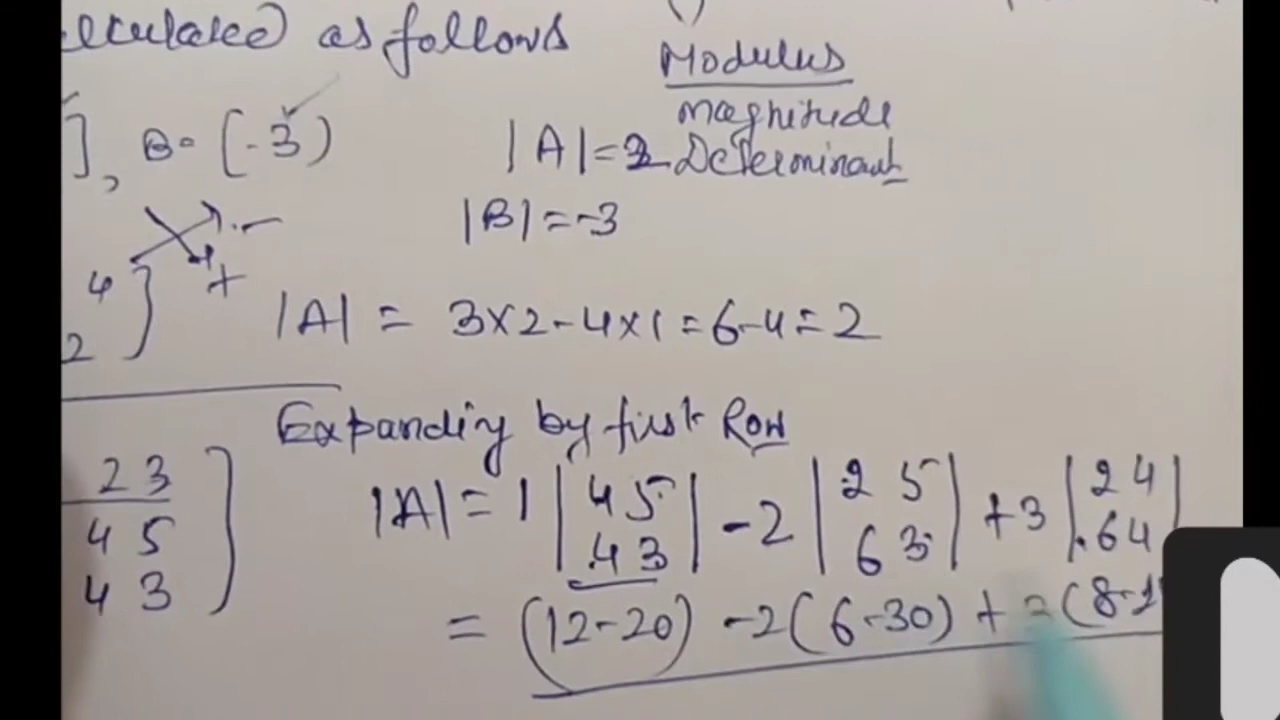 as follows
Modulus
magnitude
], B = (-3)
|A| = 2 Determinant
|B| = -3
4
2
|A| = 3×2-4×1 = 6-4 = 2
Expanding by first Row
2 3
4 5
4 3
|A| = 1 |4 5| -2 |2 5| +3 |2 4|
|4 3| |6 3| |6 4|
= (12-20) -2(6-30) + (8-